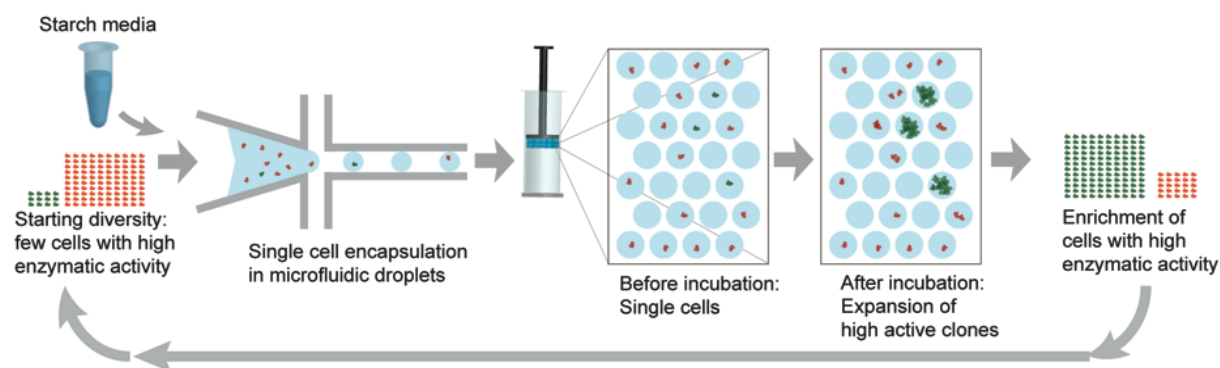 Starch media
Starting diversity:
few cells with high
enzymatic activity
Single cell encapsulation
in microfluidic droplets
Before incubation:
Single cells
After incubation:
Expansion of
high active clones
Enrichment of
cells with high
enzymatic activity